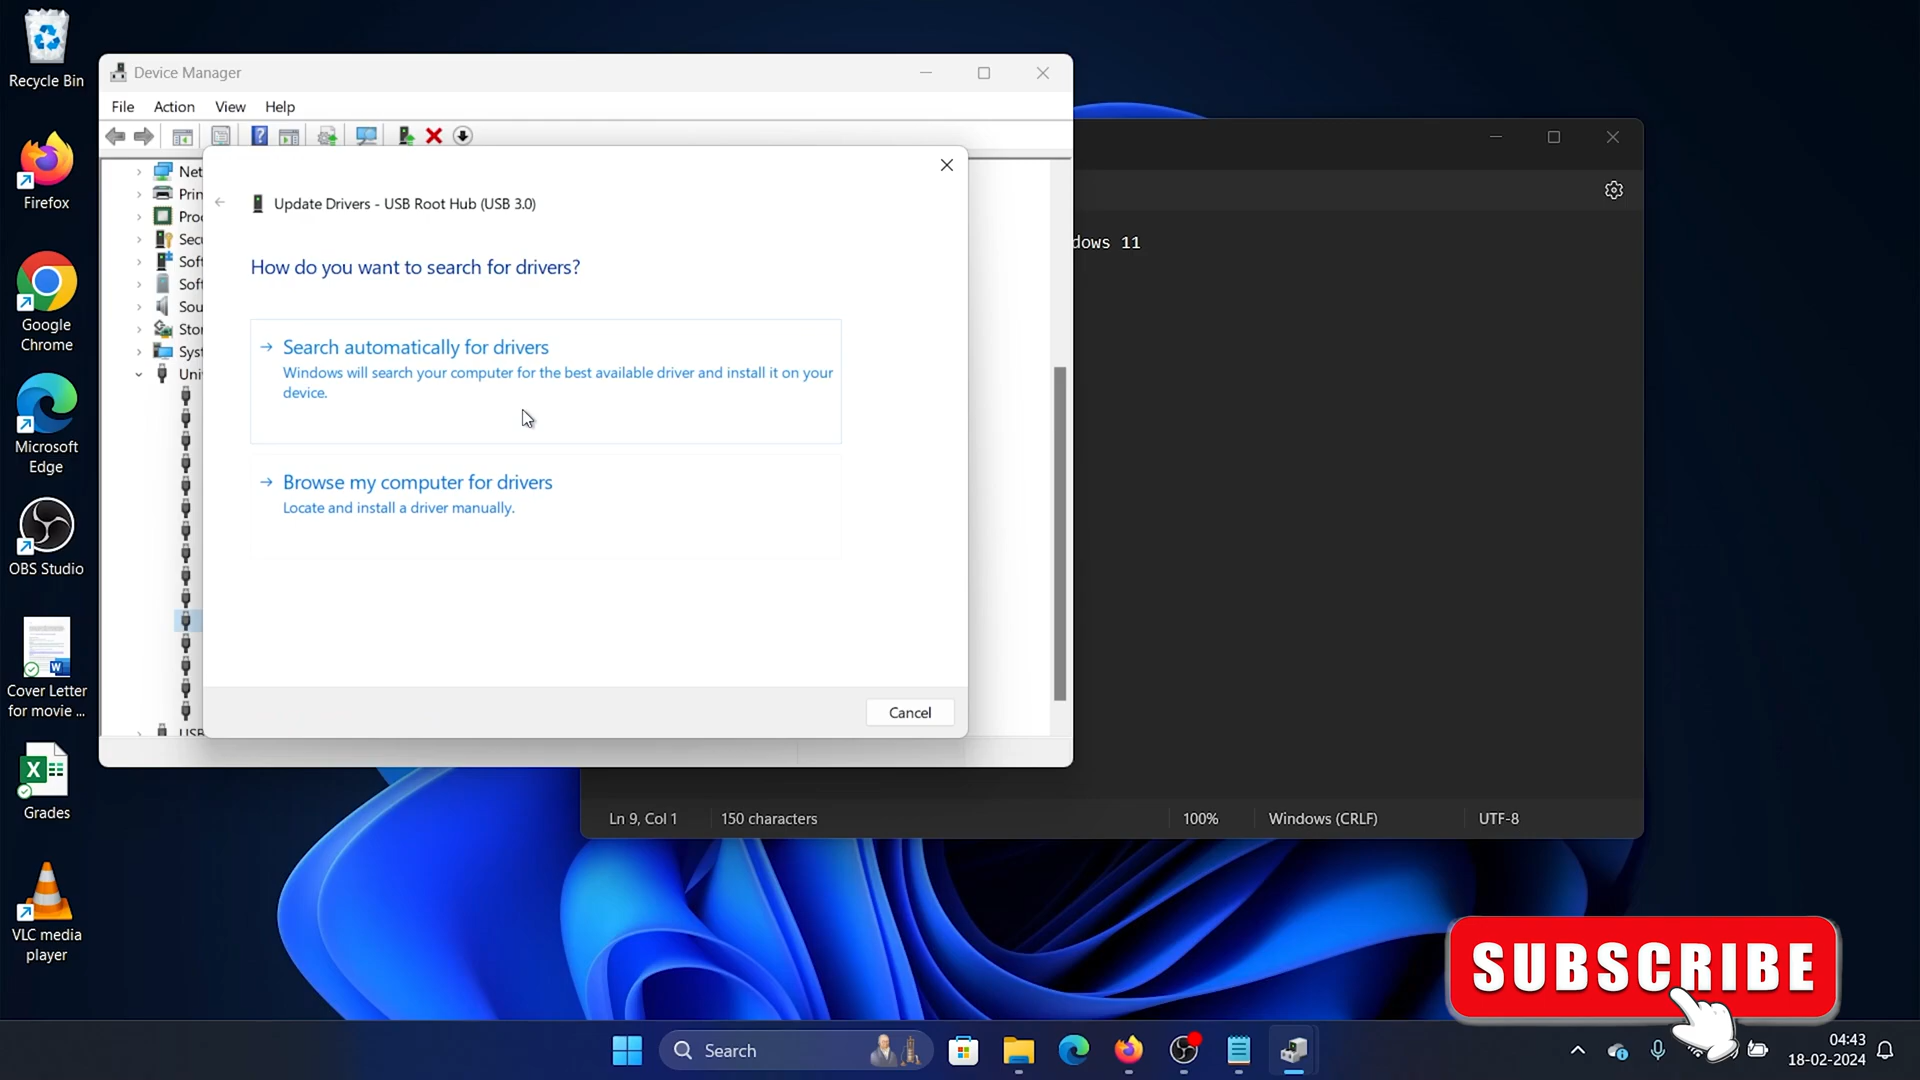 Recycle Bin
Firefox
Google
Chrome
Microsoft
Edge
OBS Studio
Cover Letter
for movie ...
Grades
VLC media
player
Device Manager
File Action View Help
Net
Prin
Proc
Secu
Soft
Soft
Sou
Stor
Syst
Univ
USB
Update Drivers - USB Root Hub (USB 3.0)
How do you want to search for drivers?
Search automatically for drivers
Windows will search your computer for the best available driver and install it on your
device.
Browse my computer for drivers
Locate and install a driver manually.
Cancel
dows 11
Ln 9, Col 1 150 characters 100% Windows (CRLF) UTF-8
SUBSCRIBE
Search
04:43
18-02-2024